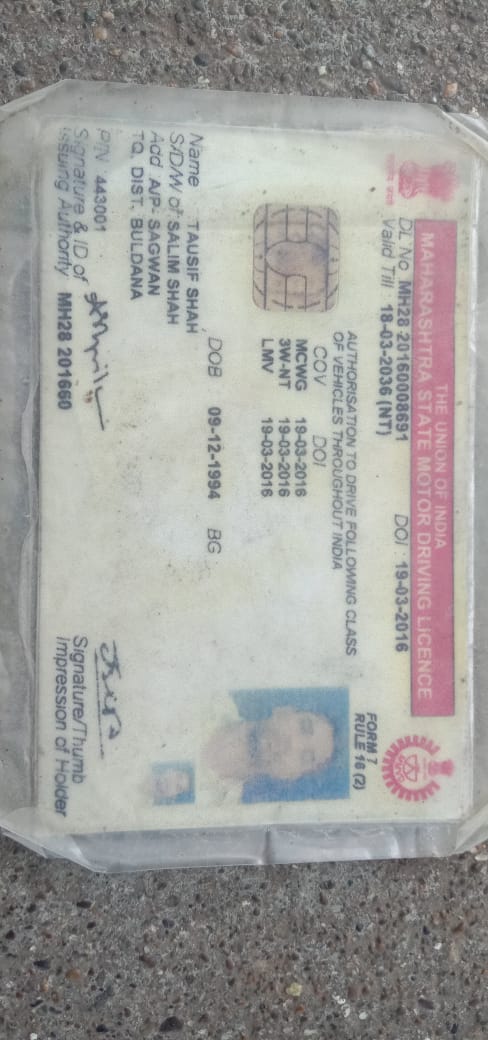 THE UNION OF INDIA
MAHARASHTRA STATE MOTOR DRIVING LICENCE
DL No MH28 20160008691 DOI : 19-03-2016
Valid Till : 18-03-2036 (NT)
FORM 7
RULE 16 (2)
AUTHORISATION TO DRIVE FOLLOWING CLASS
OF VEHICLES THROUGHOUT INDIA
COV DOI
MCWG 19-03-2016
3W-NT 19-03-2016
LMV 19-03-2016
DOB 09-12-1994 BG
Name TAUSIF SHAH
S/D/W of SALIM SHAH
Add A/P- SAGWAN
TQ. DIST. BULDANA
PIN 443001
Signature & ID of
Issuing Authority MH28 201660
Signature/Thumb
Impression of Holder